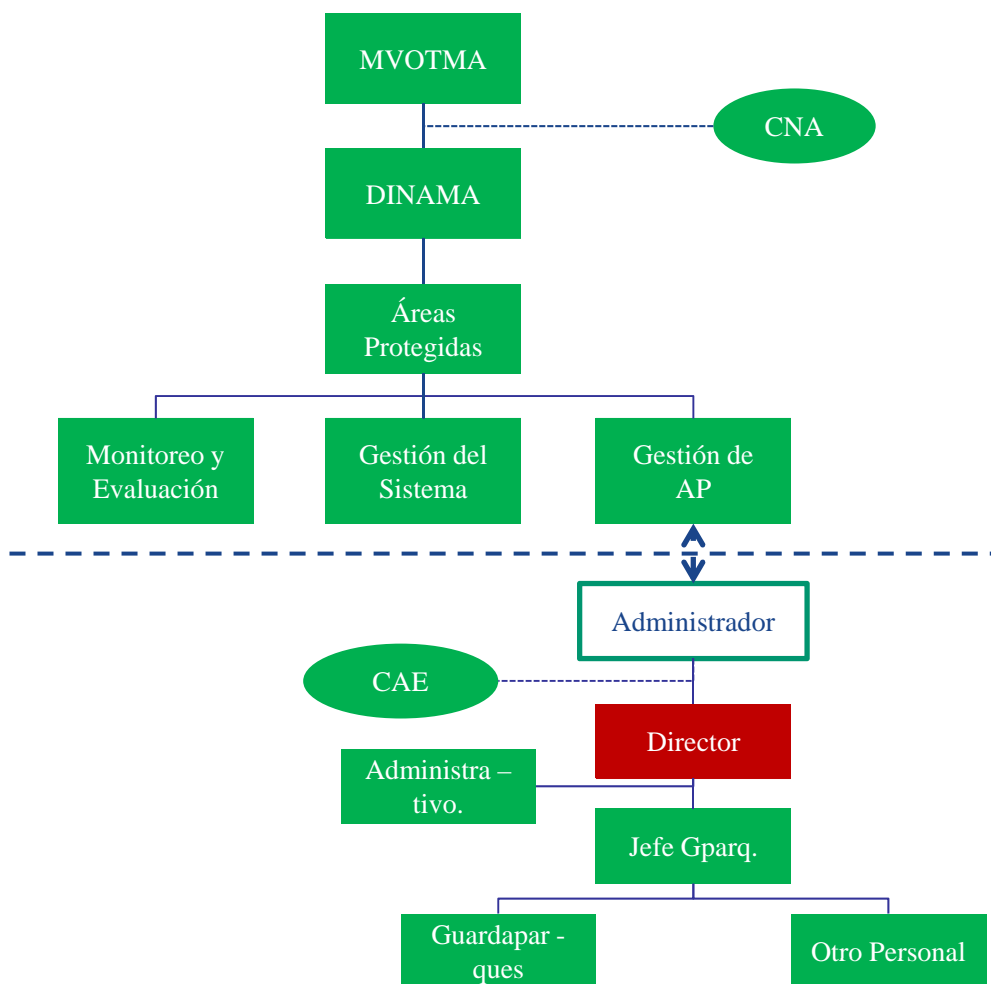 MVOTMA
CNA
DINAMA
Áreas
Protegidas
Monitoreo y
Evaluación
Gestión del
Sistema
Gestión de
AP
Administrador
CAE
Director
Administra –
tivo.
Jefe Gparq.
Guardapar -
ques
Otro Personal